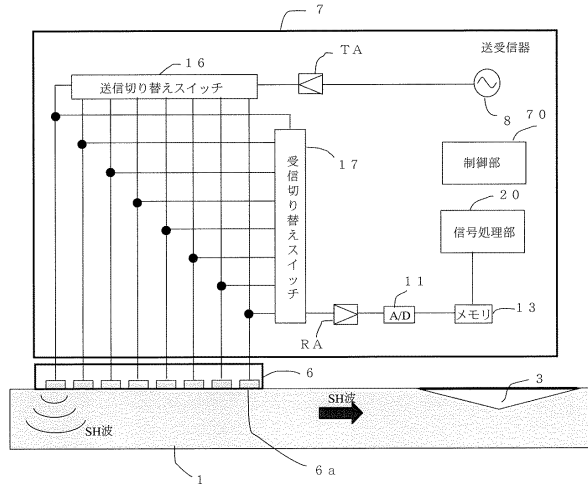 7
送受信器
16
TA
送信切り替えスイッチ
8
70
制御部
17
受信切り替えスイッチ
20
信号処理部
11
A/D
メモリ
13
RA
6
3
SH波
SH波
1
6a